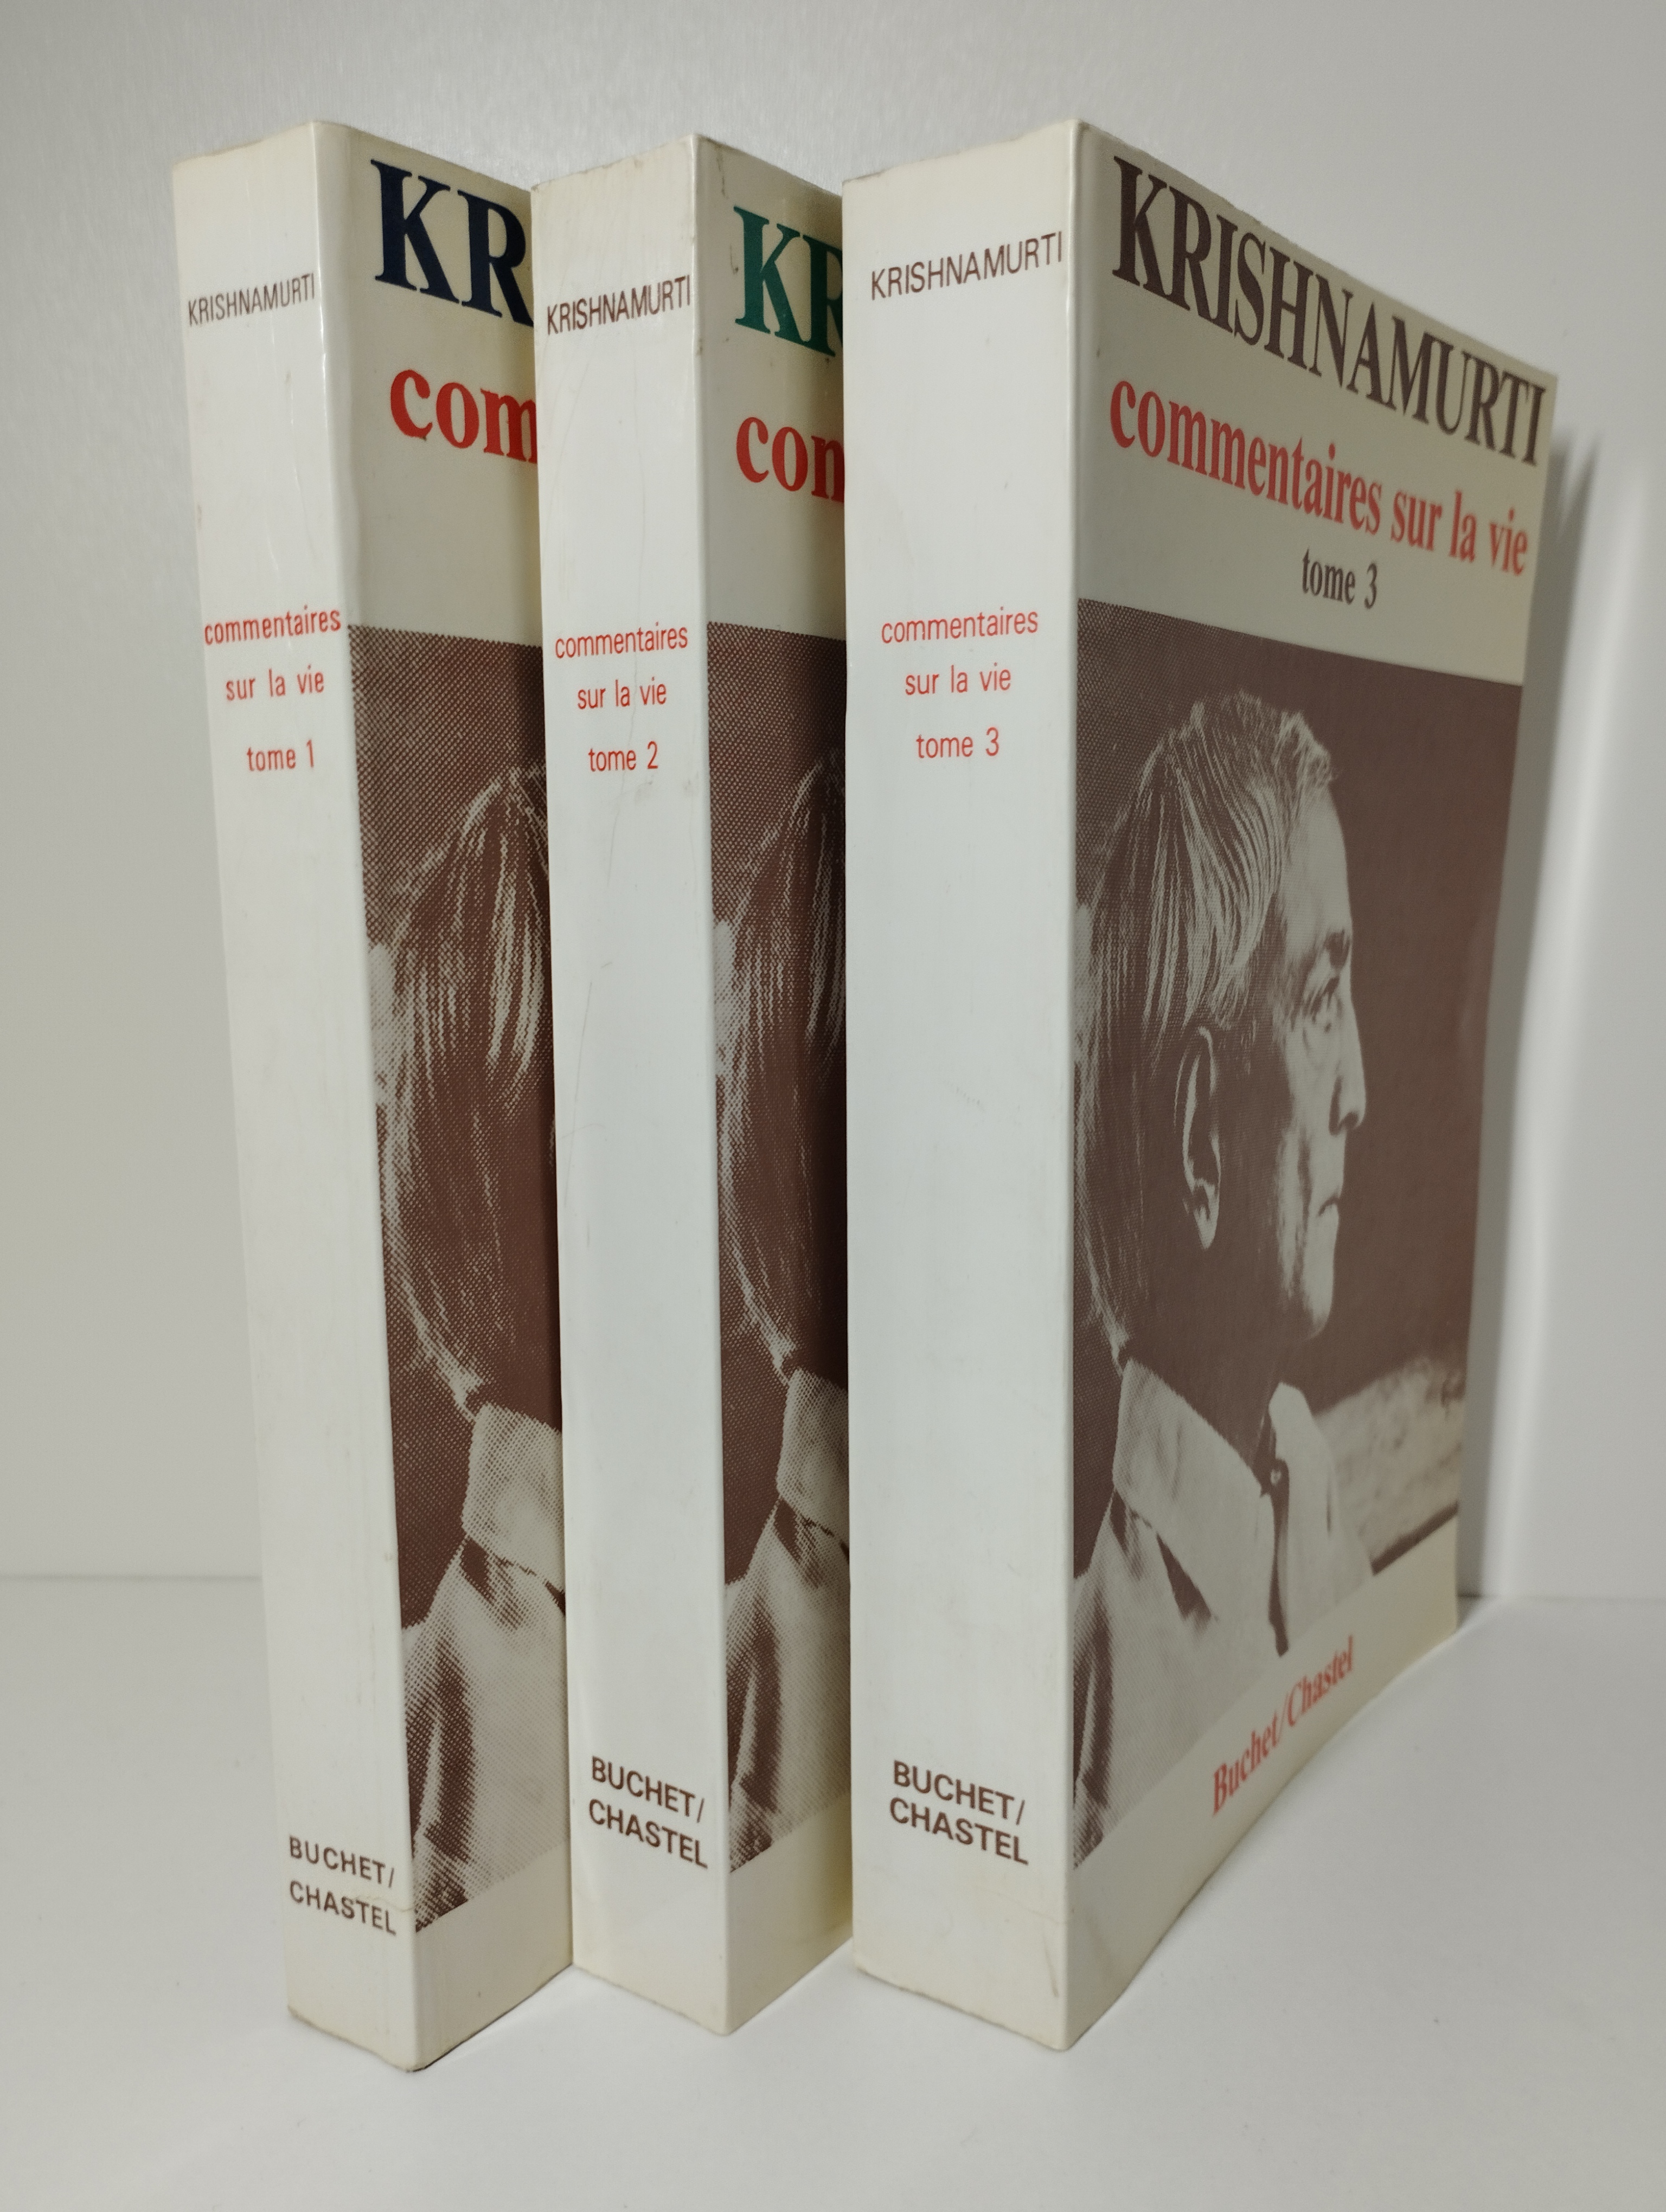 KRISHNAMURTI
commentaires
sur la vie
tome 1
BUCHET/
CHASTEL
KR
com
KRISHNAMURTI
commentaires
sur la vie
tome 2
BUCHET/
CHASTEL
KR
con
KRISHNAMURTI
commentaires
sur la vie
tome 3
BUCHET/
CHASTEL
KRISHNAMURTI
commentaires sur la vie
tome 3
Buchet/Chastel